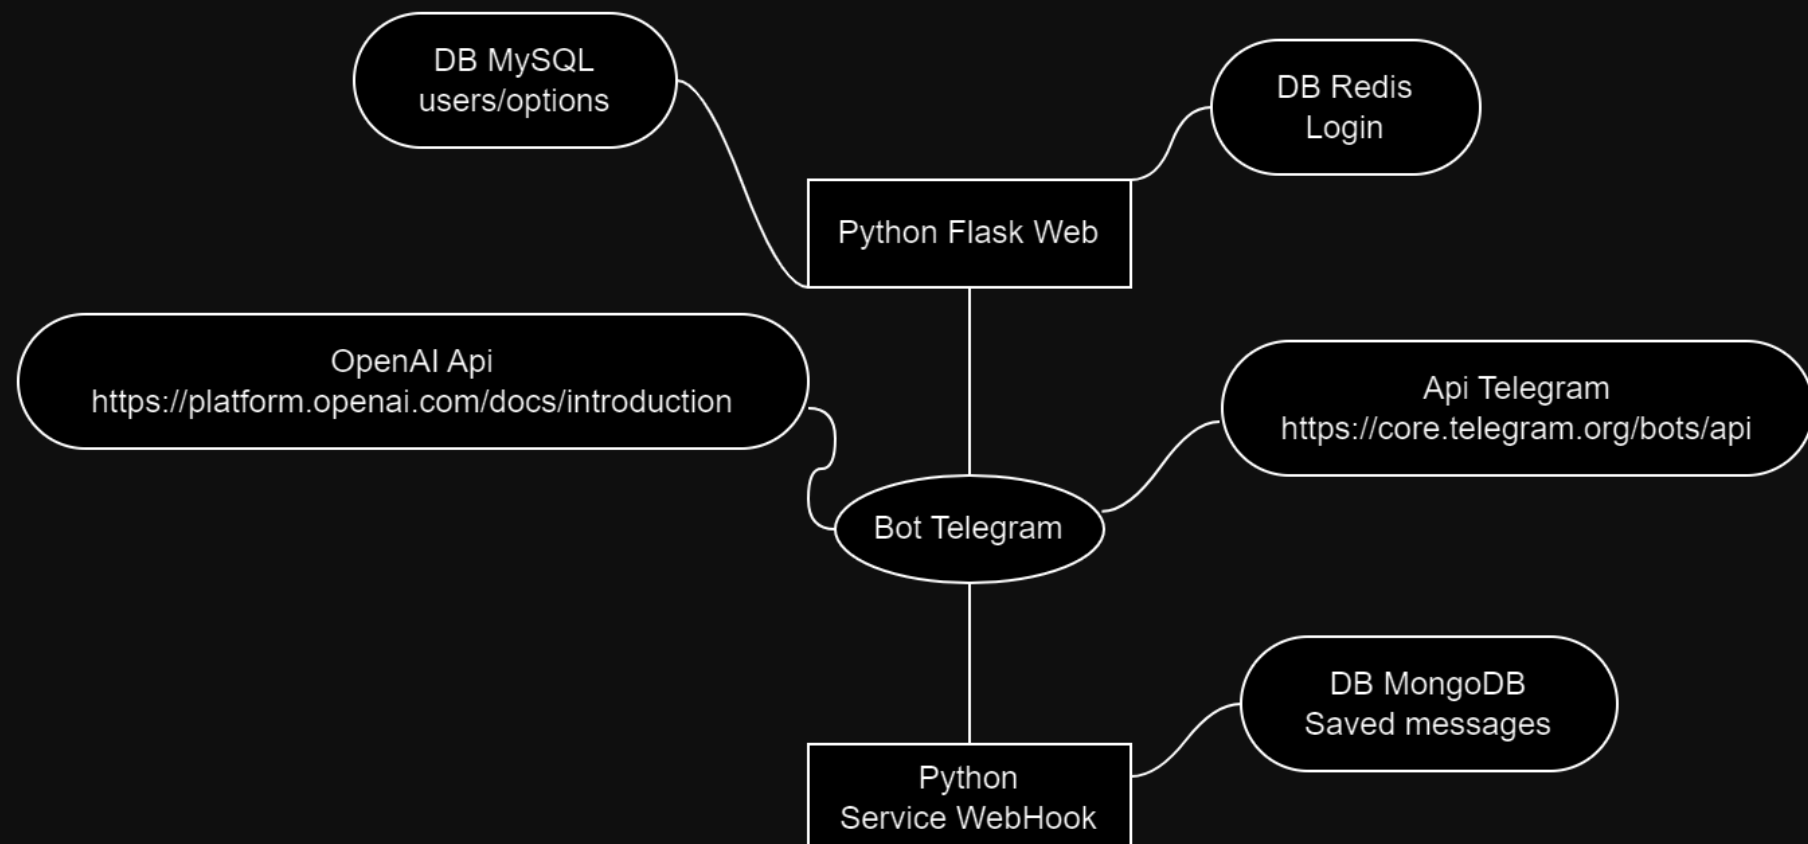 DB MySQL
users/options
DB Redis
Login
Python Flask Web
OpenAI Api
https://platform.openai.com/docs/introduction
Api Telegram
https://core.telegram.org/bots/api
Bot Telegram
DB MongoDB
Saved messages
Python
Service WebHook